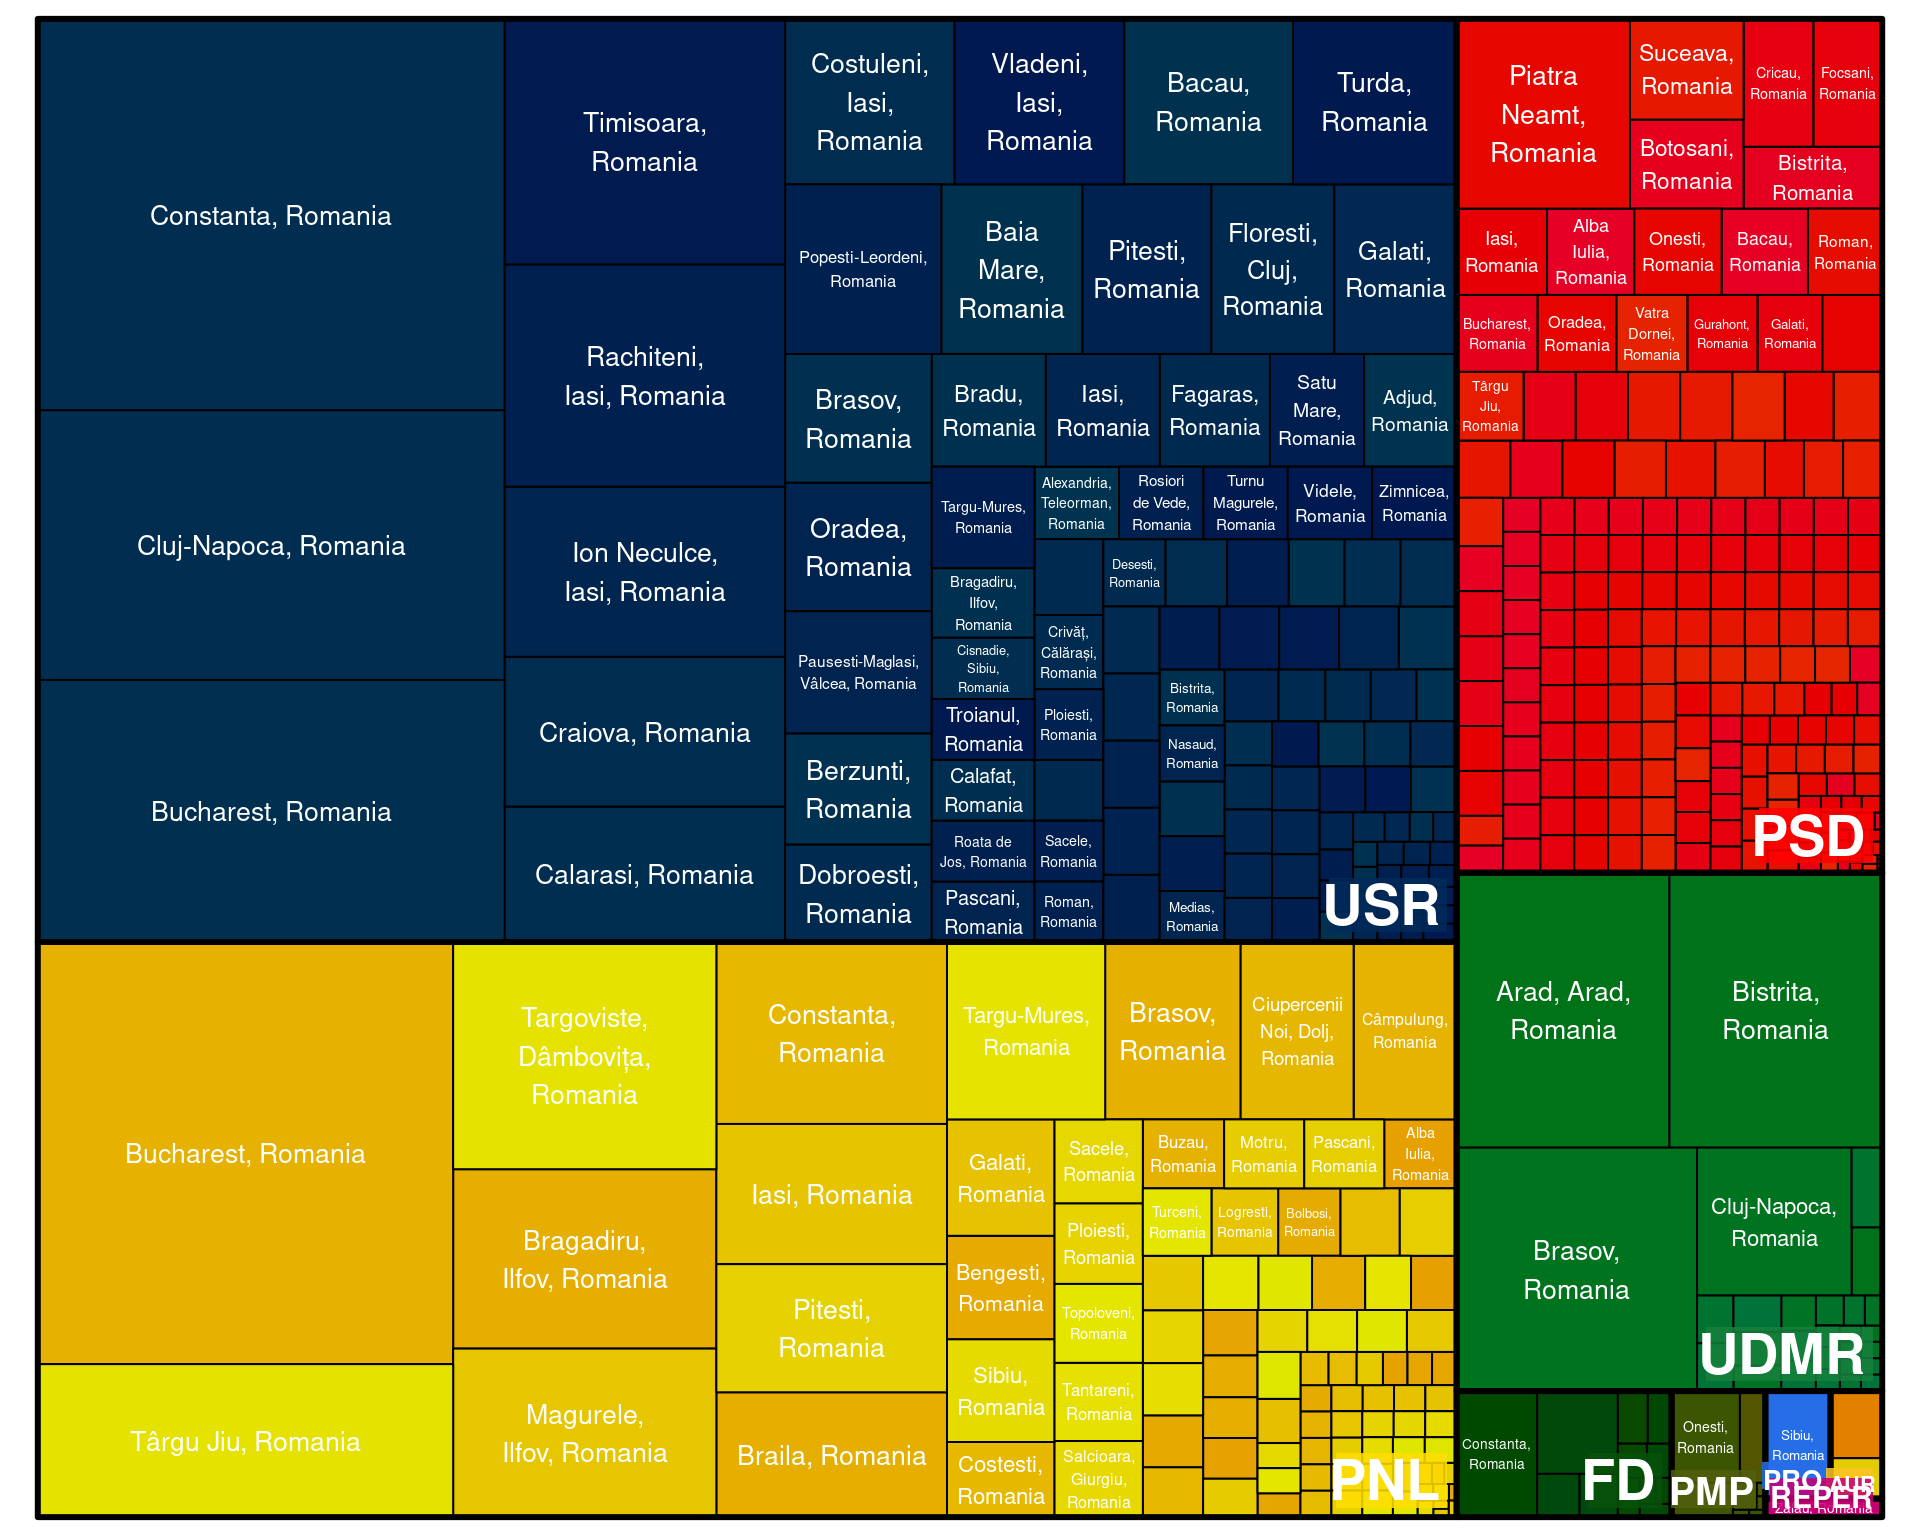 Constanta, Romania
Cluj-Napoca, Romania
Bucharest, Romania
Timisoara,
Romania
Rachiteni,
Iasi, Romania
Ion Neculce,
Iasi, Romania
Craiova, Romania
Calarasi, Romania
Costuleni,
Iasi,
Romania
Vladeni,
Iasi,
Romania
Bacau,
Romania
Turda,
Romania
Popesti-Leordeni,
Romania
Baia
Mare,
Romania
Pitesti,
Romania
Floresti,
Cluj,
Romania
Galati,
Romania
Brasov,
Romania
Oradea,
Romania
Pausesti-Maglasi,
Vâlcea, Romania
Berzunti,
Romania
Dobroesti,
Romania
Bradu,
Romania
Iasi,
Romania
Fagaras,
Romania
Satu
Mare,
Romania
Adjud,
Romania
Targu-Mures,
Romania
Alexandria,
Teleorman,
Romania
Rosiori
de Vede,
Romania
Turnu
Magurele,
Romania
Videle,
Romania
Zimnicea,
Romania
Bragadiru,
Ilfov,
Romania
Cisnadie,
Sibiu,
Romania
Troianul,
Romania
Calafat,
Romania
Roata de
Jos, Romania
Pascani,
Romania
Desesti,
Romania
Crivăț,
Călărași,
Romania
Ploiesti,
Romania
Sacele,
Romania
Roman,
Romania
Bistrita,
Romania
Nasaud,
Romania
Medias,
Romania
USR
Piatra
Neamt,
Romania
Suceava,
Romania
Botosani,
Romania
Cricau,
Romania
Focsani,
Romania
Bistrita,
Romania
Iasi,
Romania
Alba
Iulia,
Romania
Onesti,
Romania
Bacau,
Romania
Roman,
Romania
Bucharest,
Romania
Oradea,
Romania
Vatra
Dornei,
Romania
Gurahont,
Romania
Galati,
Romania
Târgu
Jiu,
Romania
PSD
Bucharest, Romania
Târgu Jiu, Romania
Targoviste,
Dâmbovița,
Romania
Bragadiru,
Ilfov, Romania
Magurele,
Ilfov, Romania
Constanta,
Romania
Iasi, Romania
Pitesti,
Romania
Braila, Romania
Targu-Mures,
Romania
Brasov,
Romania
Ciupercenii
Noi, Dolj,
Romania
Câmpulung,
Romania
Galati,
Romania
Bengesti,
Romania
Sibiu,
Romania
Costesti,
Romania
Sacele,
Romania
Ploiesti,
Romania
Topoloveni,
Romania
Tantareni,
Romania
Salcioara,
Giurgiu,
Romania
Buzau,
Romania
Motru,
Romania
Pascani,
Romania
Alba
Iulia,
Romania
Turceni,
Romania
Logresti,
Romania
Bolbosi,
Romania
PNL
Arad, Arad,
Romania
Bistrita,
Romania
Brasov,
Romania
Cluj-Napoca,
Romania
UDMR
Constanta,
Romania
FD
Onesti,
Romania
PMP
Sibiu,
Romania
PRO
AUR
REPER
Zalau, Romania